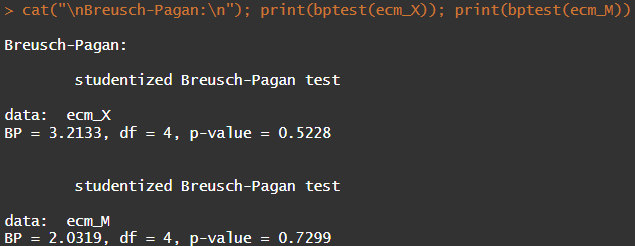 > cat("\nBreusch-Pagan:\n"); print(bptest(ecm_X)); print(bptest(ecm_M))
Breusch-Pagan:
studentized Breusch-Pagan test
data:  ecm_X
BP = 3.2133, df = 4, p-value = 0.5228
studentized Breusch-Pagan test
data:  ecm_M
BP = 2.0319, df = 4, p-value = 0.7299